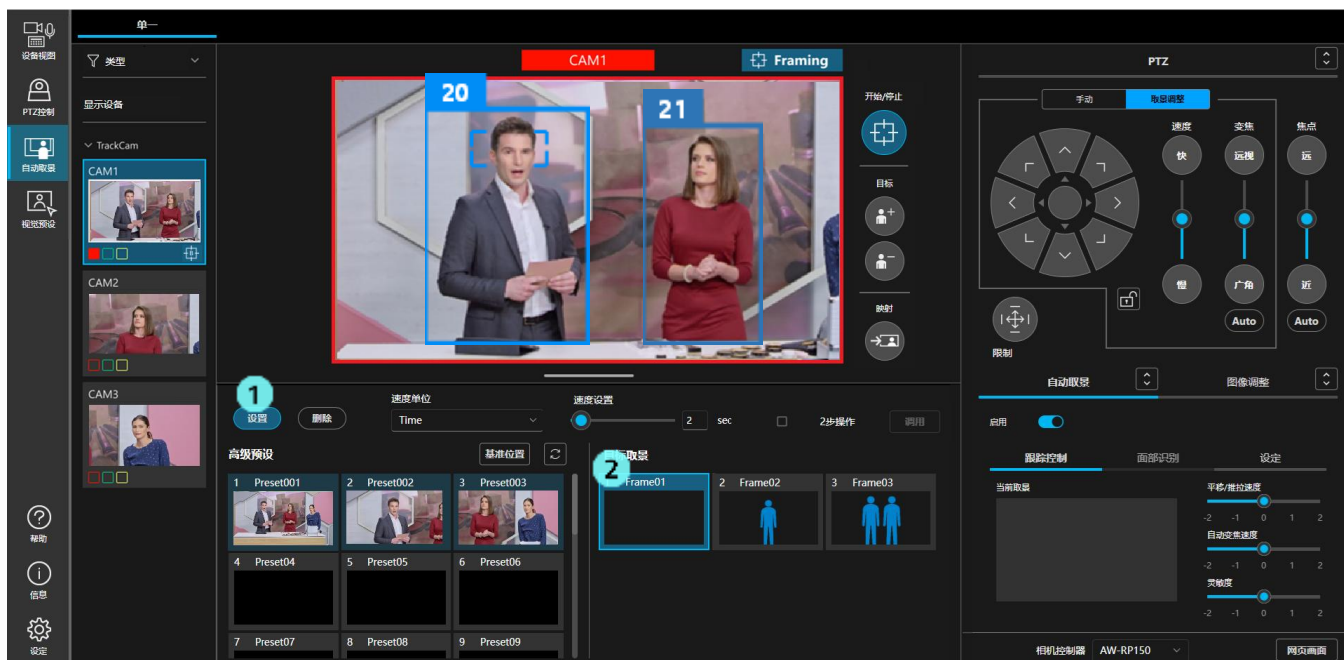 设备视图
PTZ控制
自动取景
视觉预设
帮助
信息
设定
单一
类型
显示设备
TrackCam
CAM1
CAM2
CAM3
CAM1
Framing
20
21
开始/停止
目标
映射
1
设置
删除
速度单位
Time
速度设置
2
sec
2步操作
调用
高级预设
基准位置
2
取景
1 Preset001
2 Preset002
3 Preset003
4 Preset04
5 Preset05
6 Preset06
7 Preset07
8 Preset08
9 Preset09
Frame01
2 Frame02
3 Frame03
PTZ
手动
取景调整
速度
变焦
焦点
快
远视
远
慢
广角
近
Auto
Auto
限制
自动取景
图像调整
启用
跟踪控制
面部识别
设定
当前取景
平移/推拉速度
-2 -1 0 1 2
自动变焦速度
-2 -1 0 1 2
灵敏度
-2 -1 0 1 2
相机控制器
AW-RP150
网页画面